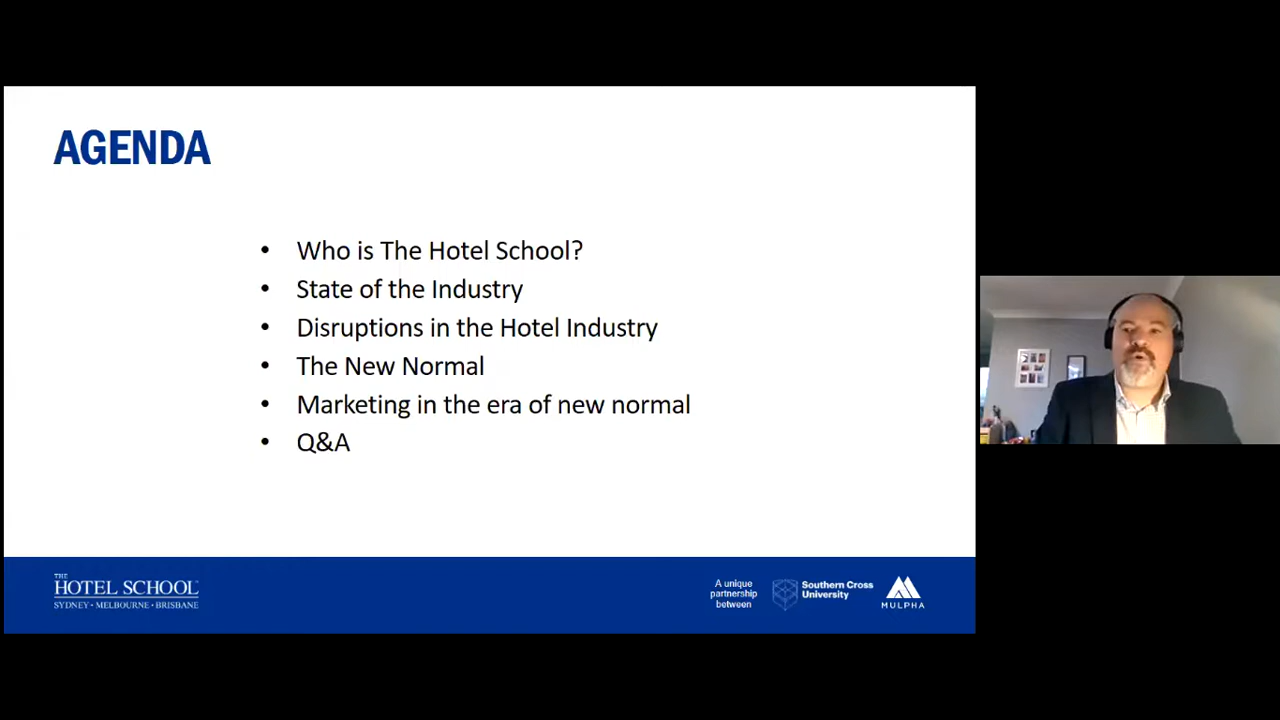 AGENDA
• Who is The Hotel School?
• State of the Industry
• Disruptions in the Hotel Industry
• The New Normal
• Marketing in the era of new normal
• Q&A
THE
HOTEL SCHOOL
SYDNEY • MELBOURNE • BRISBANE
A unique
partnership
between
Southern Cross
University
MULPHA